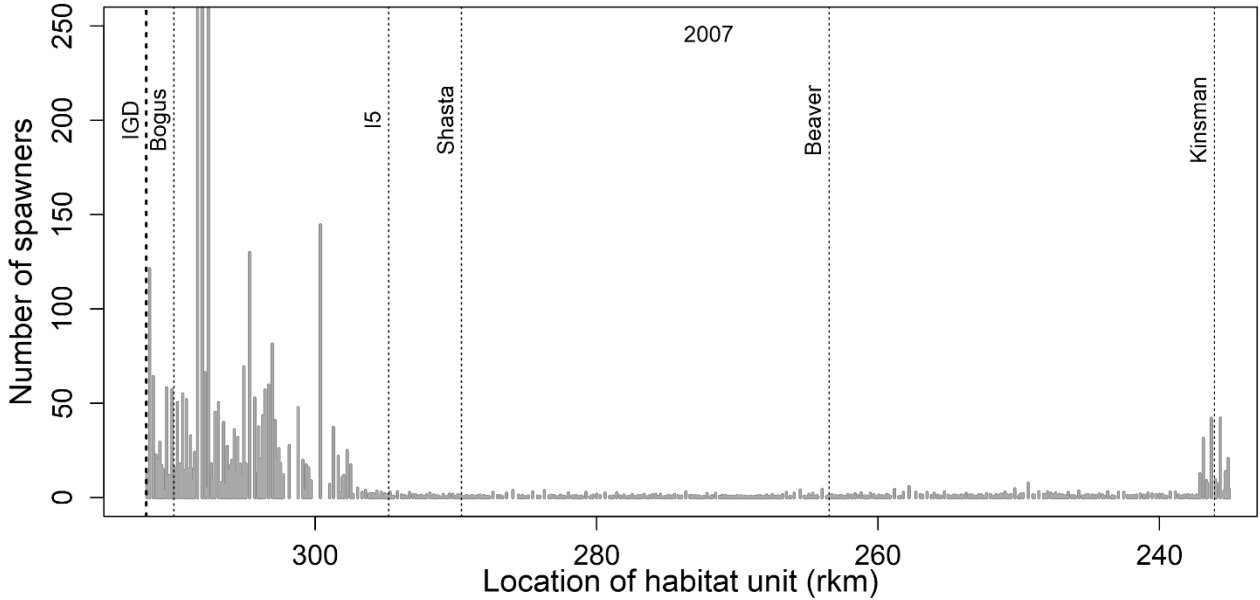 2007
IGD
Bogus
I5
Shasta
Beaver
Kinsman
Number of spawners
250
200
150
100
50
0
300
280
260
240
Location of habitat unit (rkm)